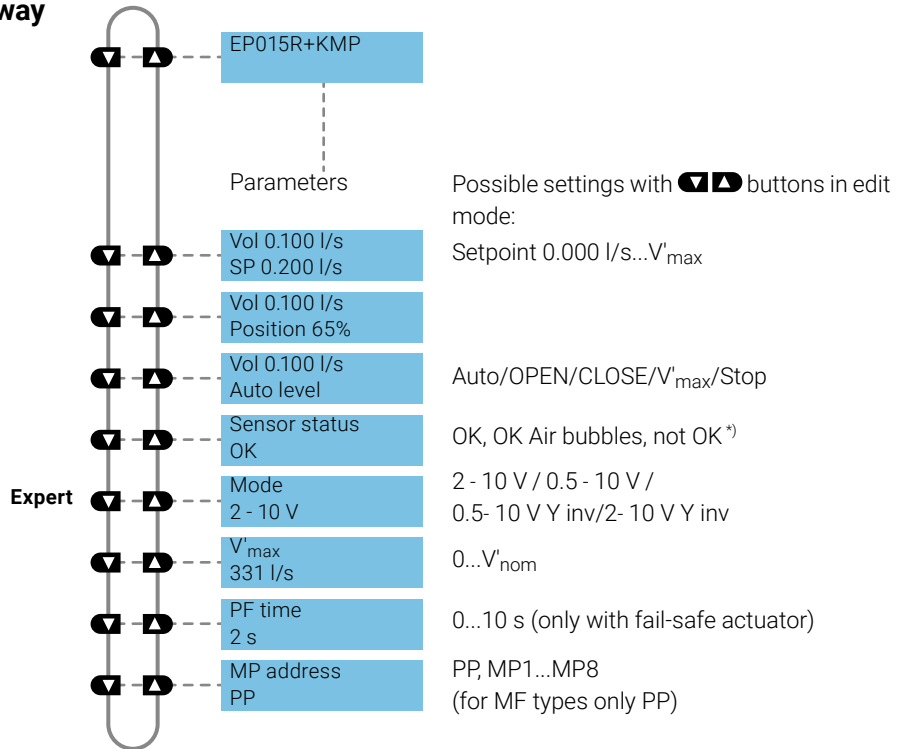 way
EP015R+KMP
Parameters
Possible settings with buttons in edit
mode:
Vol 0.100 l/s
SP 0.200 l/s
Setpoint 0.000 l/s...V'max
Vol 0.100 l/s
Position 65%
Vol 0.100 l/s
Auto level
Auto/OPEN/CLOSE/V'max/Stop
Sensor status
OK
OK, OK Air bubbles, not OK *)
Expert
Mode
2 - 10 V
2 - 10 V / 0.5 - 10 V /
0.5- 10 V Y inv/2- 10 V Y inv
V'max
331 l/s
0...V'nom
PF time
2 s
0...10 s (only with fail-safe actuator)
MP address
PP
PP, MP1...MP8
(for MF types only PP)